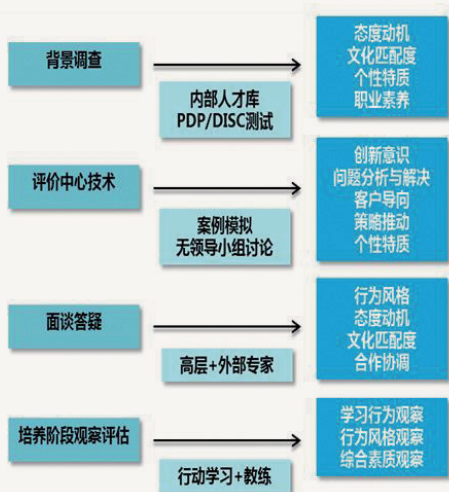 背景调查
内部人才库
PDP/DISC测试
态度动机
文化匹配度
个性特质
职业素养
评价中心技术
案例模拟
无领导小组讨论
创新意识
问题分析与解决
客户导向
策略推动
个性特质
面谈答疑
高层+外部专家
行为风格
态度动机
文化匹配度
合作协调
培养阶段观察评估
行动学习+教练
学习行为观察
行为风格观察
综合素质观察